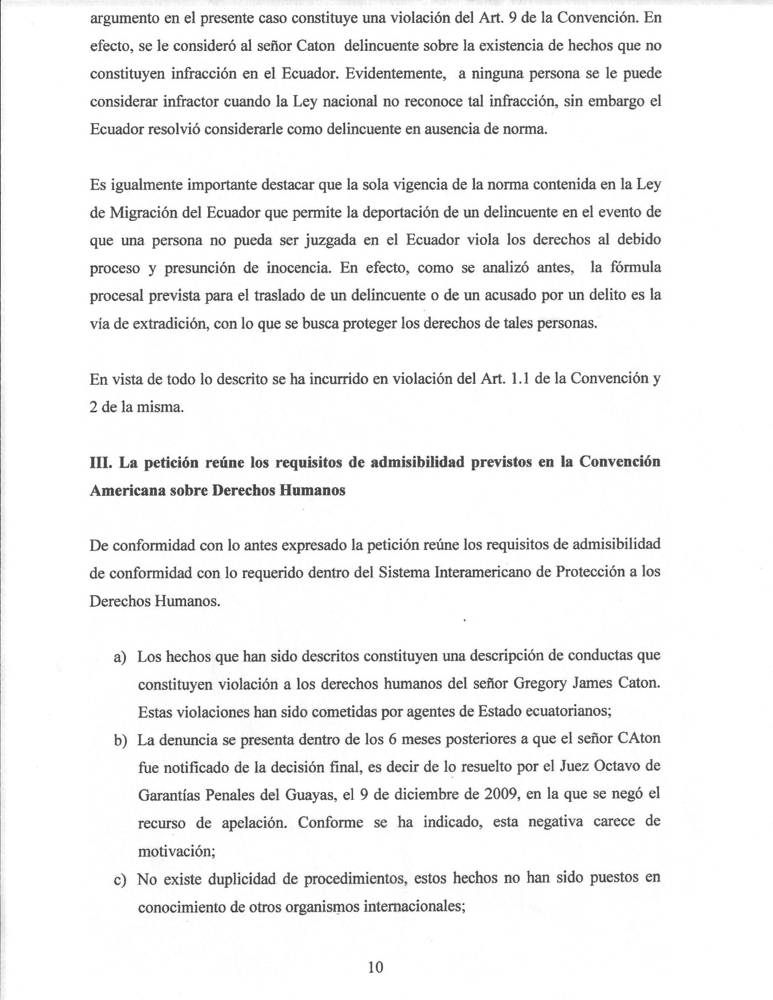 argumento en el presente caso constituye una violación del Art. 9 de la Convención. En
efecto, se le consideró al señor Caton  delincuente sobre la existencia de hechos que no
constituyen infracción en el Ecuador. Evidentemente,  a ninguna persona se le puede
considerar infractor cuando la Ley nacional no reconoce tal infracción, sin embargo el
Ecuador resolvió considerarle como delincuente en ausencia de norma.
Es igualmente importante destacar que la sola vigencia de la norma contenida en la Ley
de Migración del Ecuador que permite la deportación de un delincuente en el evento de
que una persona no pueda ser juzgada en el Ecuador viola los derechos al debido
proceso y presunción de inocencia. En efecto, como se analizó antes,  la fórmula
procesal prevista para el traslado de un delincuente o de un acusado por un delito es la
vía de extradición, con lo que se busca proteger los derechos de tales personas.
En vista de todo lo descrito se ha incurrido en violación del Art. 1.1 de la Convención y
2 de la misma.
III. La petición reúne los requisitos de admisibilidad previstos en la Convención
Americana sobre Derechos Humanos
De conformidad con lo antes expresado la petición reúne los requisitos de admisibilidad
de conformidad con lo requerido dentro del Sistema Interamericano de Protección a los
Derechos Humanos.
a) Los hechos que han sido descritos constituyen una descripción de conductas que
constituyen violación a los derechos humanos del señor Gregory James Caton.
Estas violaciones han sido cometidas por agentes de Estado ecuatorianos;
b) La denuncia se presenta dentro de los 6 meses posteriores a que el señor CAton
fue notificado de la decisión final, es decir de lo resuelto por el Juez Octavo de
Garantías Penales del Guayas, el 9 de diciembre de 2009, en la que se negó el
recurso de apelación. Conforme se ha indicado, esta negativa carece de
motivación;
c) No existe duplicidad de procedimientos, estos hechos no han sido puestos en
conocimiento de otros organismos internacionales;
10